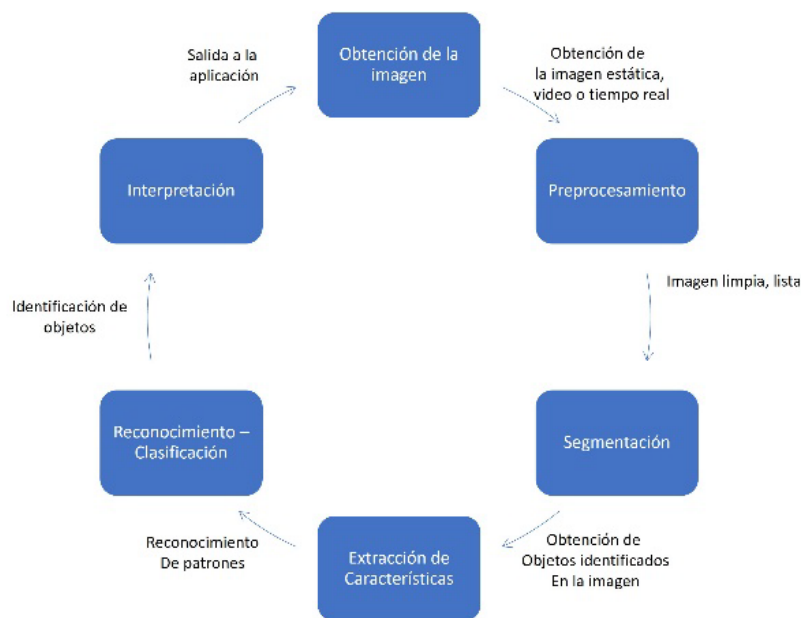 Obtención de la
imagen
Obtención de
la imagen estática,
video o tiempo real
Preprocesamiento
Imagen limpia, lista
Segmentación
Obtención de
Objetos identificados
En la imagen
Extracción de
Características
Reconocimiento
De patrones
Reconocimiento –
Clasificación
Identificación de
objetos
Interpretación
Salida a la
aplicación